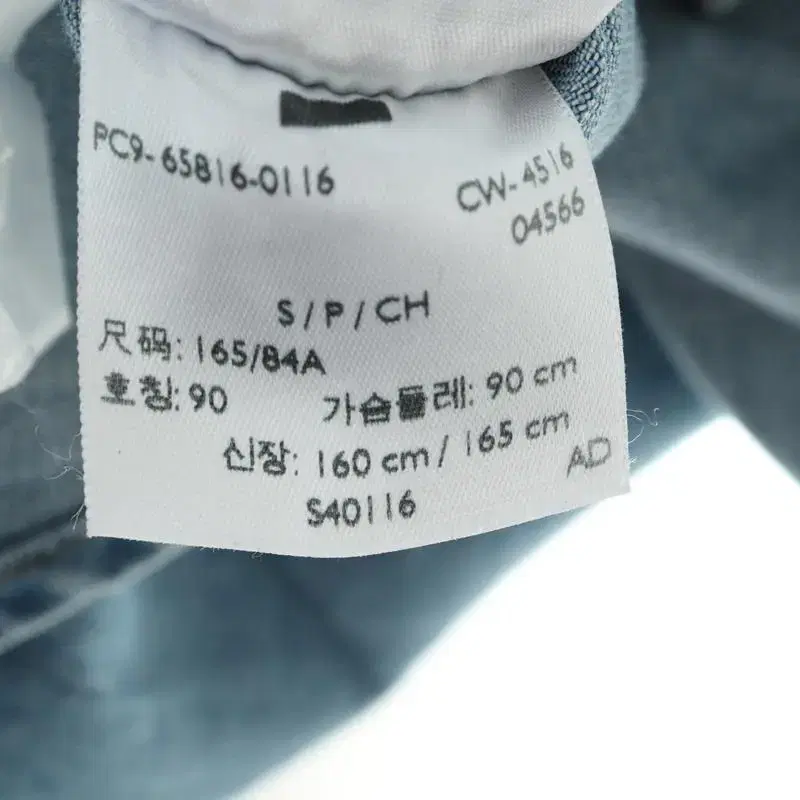 PC9-65816-0116
CW-4516
04566
S / P / CH
尺码: 165/84A
호칭: 90
가슴둘레: 90 cm
신장: 160 cm / 165 cm
AD
S40116